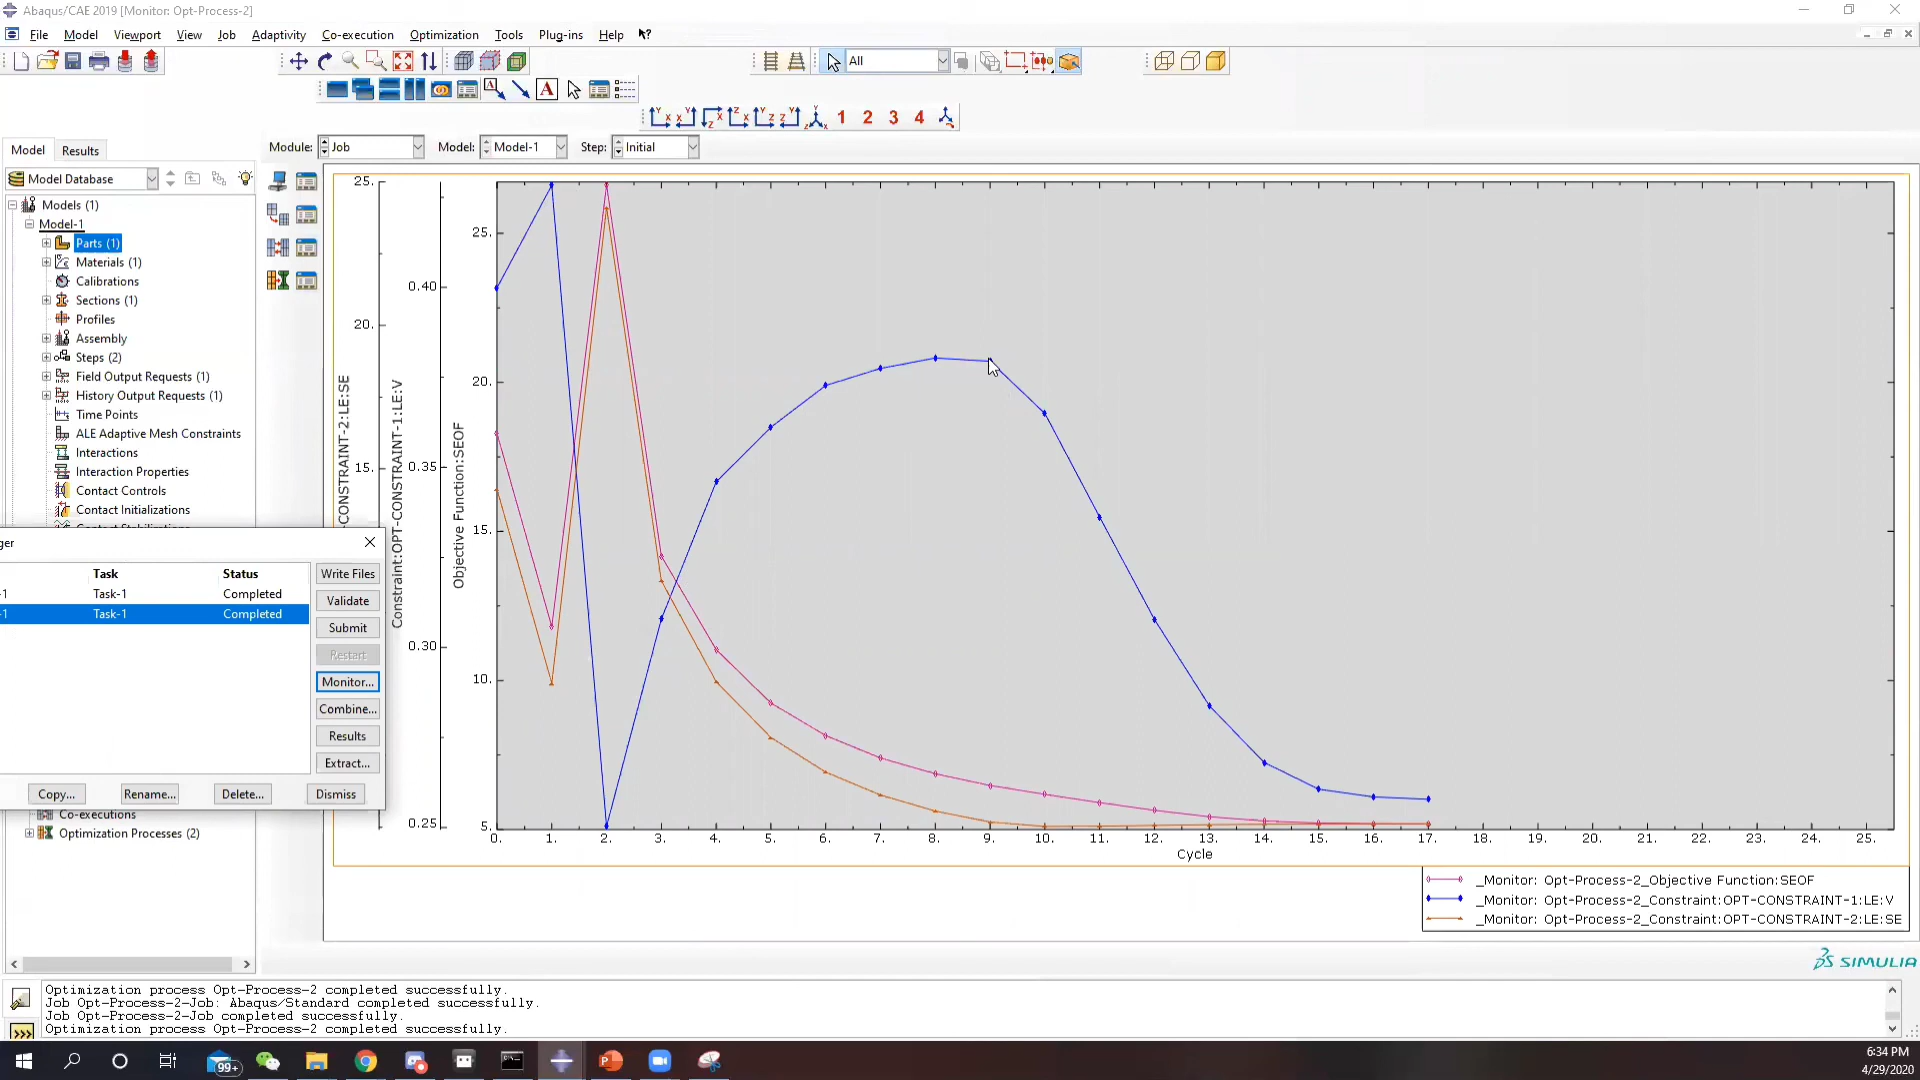 Abaqus/CAE 2019 [Monitor: Opt-Process-2]
File Model Viewport View Job Adaptivity Co-execution Optimization Tools Plug-ins Help
All
A
A
1 2 3 4
Model Results
Module: Job Model: Model-1 Step: Initial
Model Database
Models (1)
Model-1
Parts (1)
Materials (1)
Calibrations
Sections (1)
Profiles
Assembly
Steps (2)
Field Output Requests (1)
History Output Requests (1)
Time Points
ALE Adaptive Mesh Constraints
Interactions
Interaction Properties
Contact Controls
Contact Initializations
ger
Task Status
-1 Task-1 Completed
-1 Task-1 Completed
Write Files
Validate
Submit
Restart
Monitor...
Combine...
Results
Extract...
Copy... Rename... Delete... Dismiss
Co-executions
Optimization Processes (2)
CONSTRAINT-2:LE:SE
25.
20.
15.
Constraint:OPT-CONSTRAINT-1:LE:V
0.40
0.35
0.30
0.25
Objective Function:SEOF
25.
20.
15.
10.
5.
0. 1. 2. 3. 4. 5. 6. 7. 8. 9. 10. 11. 12. 13. 14. 15. 16. 17. 18. 19. 20. 21. 22. 23. 24. 25.
Cycle
_Monitor: Opt-Process-2_Objective Function:SEOF
_Monitor: Opt-Process-2_Constraint:OPT-CONSTRAINT-1:LE:V
_Monitor: Opt-Process-2_Constraint:OPT-CONSTRAINT-2:LE:SE
SIMULIA
Optimization process Opt-Process-2 completed successfully.
Job Opt-Process-2-Job: Abaqus/Standard completed successfully.
Job Opt-Process-2-Job completed successfully.
Optimization process Opt-Process-2 completed successfully.
>>>
99+
6:34 PM
4/29/2020